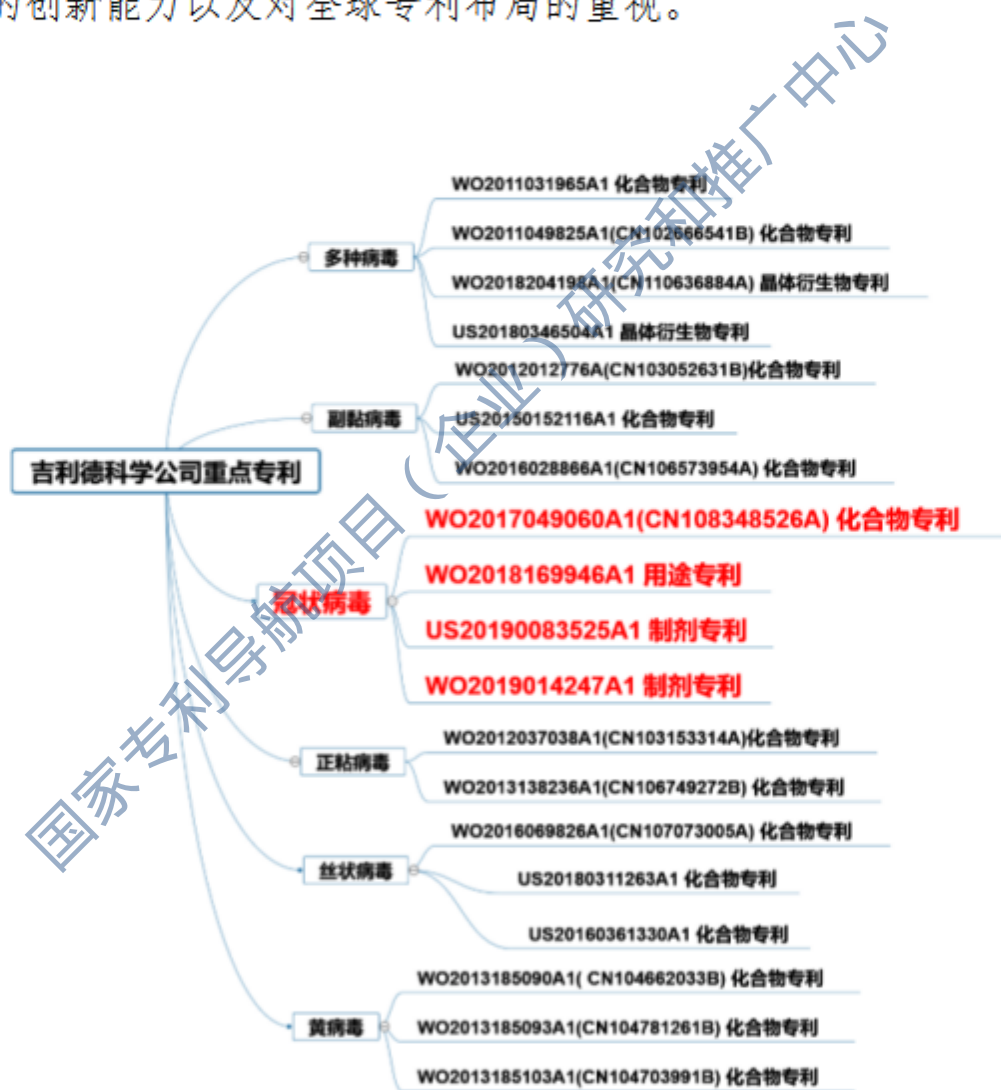 的创新能力以及对全球专利布局的重视。
WO2011031965A1 化合物专利
WO2011049825A1(CN102666541B) 化合物专利
多种病毒
WO2018204198A1(CN110636884A) 晶体衍生物专利
US20180346504A1 晶体衍生物专利
WO2012012776A(CN103052631B)化合物专利
副黏病毒
US20150152116A1 化合物专利
WO2016028866A1(CN106573954A) 化合物专利
吉利德科学公司重点专利
WO2017049060A1(CN108348526A) 化合物专利
WO2018169946A1 用途专利
冠状病毒
US20190083525A1 制剂专利
WO2019014247A1 制剂专利
WO2012037038A1(CN103153314A)化合物专利
正粘病毒
WO2013138236A1(CN106749272B) 化合物专利
WO2016069826A1(CN107073005A) 化合物专利
丝状病毒
US20180311263A1 化合物专利
US20160361330A1 化合物专利
WO2013185090A1( CN104662033B) 化合物专利
黄病毒
WO2013185093A1(CN104781261B) 化合物专利
WO2013185103A1(CN104703991B) 化合物专利
国家专利导航项目（企业）研究和推广中心